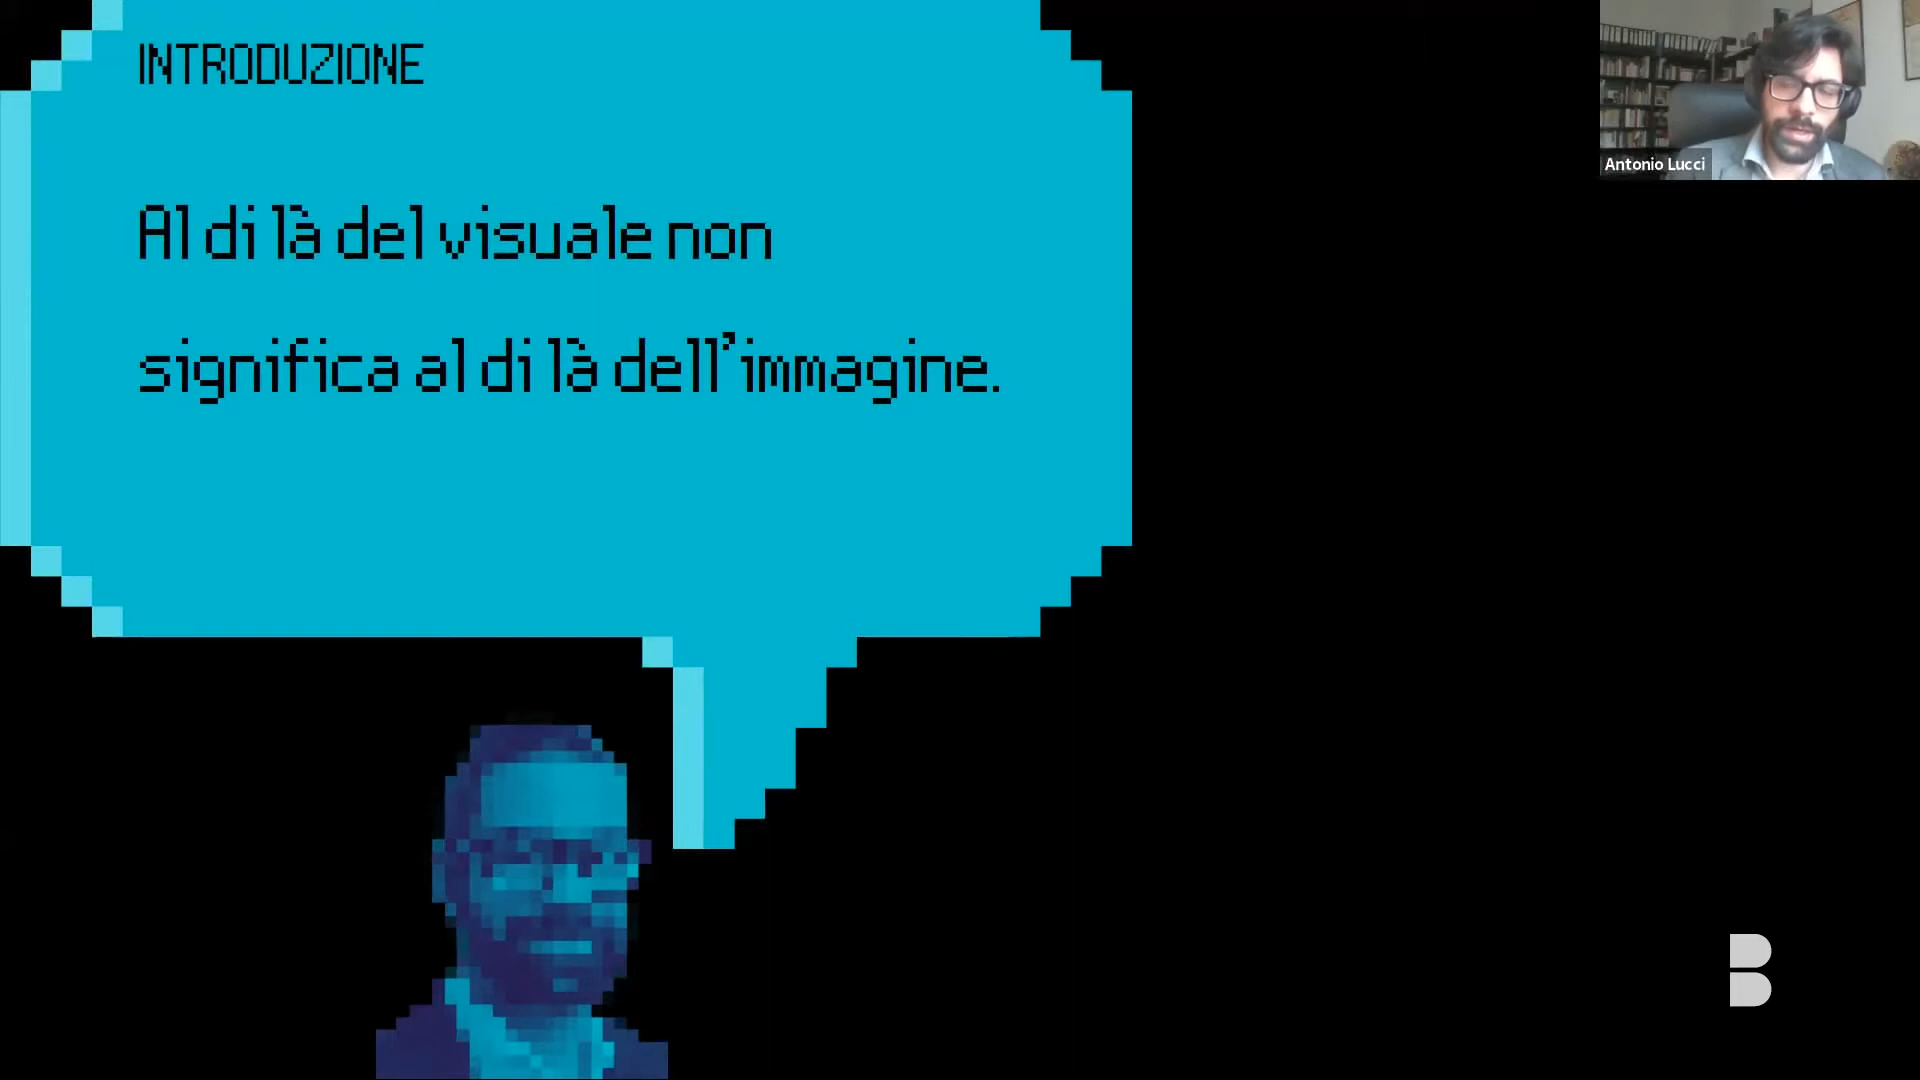 INTRODUZIONE
Al di là del visuale non
significa al di là dell'immagine.
Antonio Lucci
B